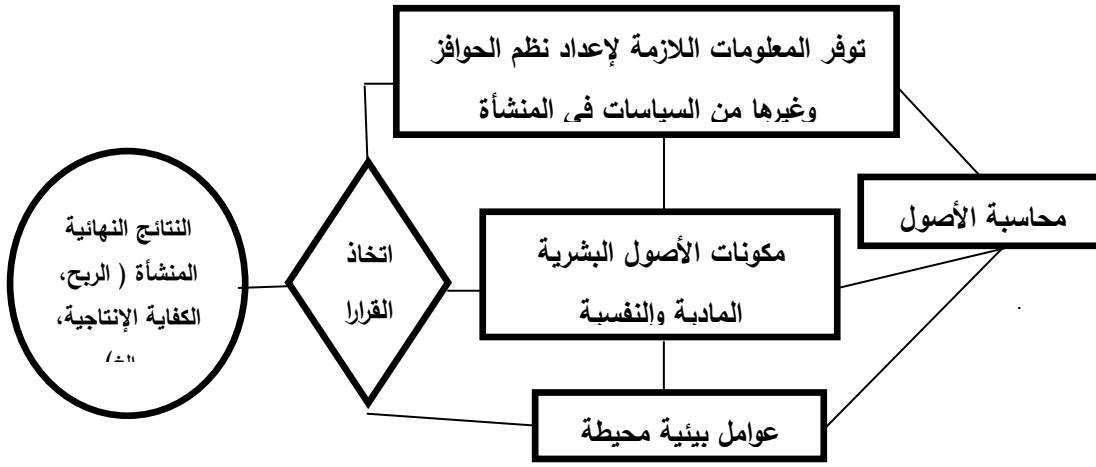 توفر المعلومات اللازمة لإعداد نظم الحوافز
وغيرها من السياسات في المنشأة
محاسبة الأصول
مكونات الأصول البشرية
المادية والنفسية
عوامل بيئية محيطة
اتخاذ
القرارا
النتائج النهائية
المنشأة ( الربح،
الكفاية الإنتاجية،